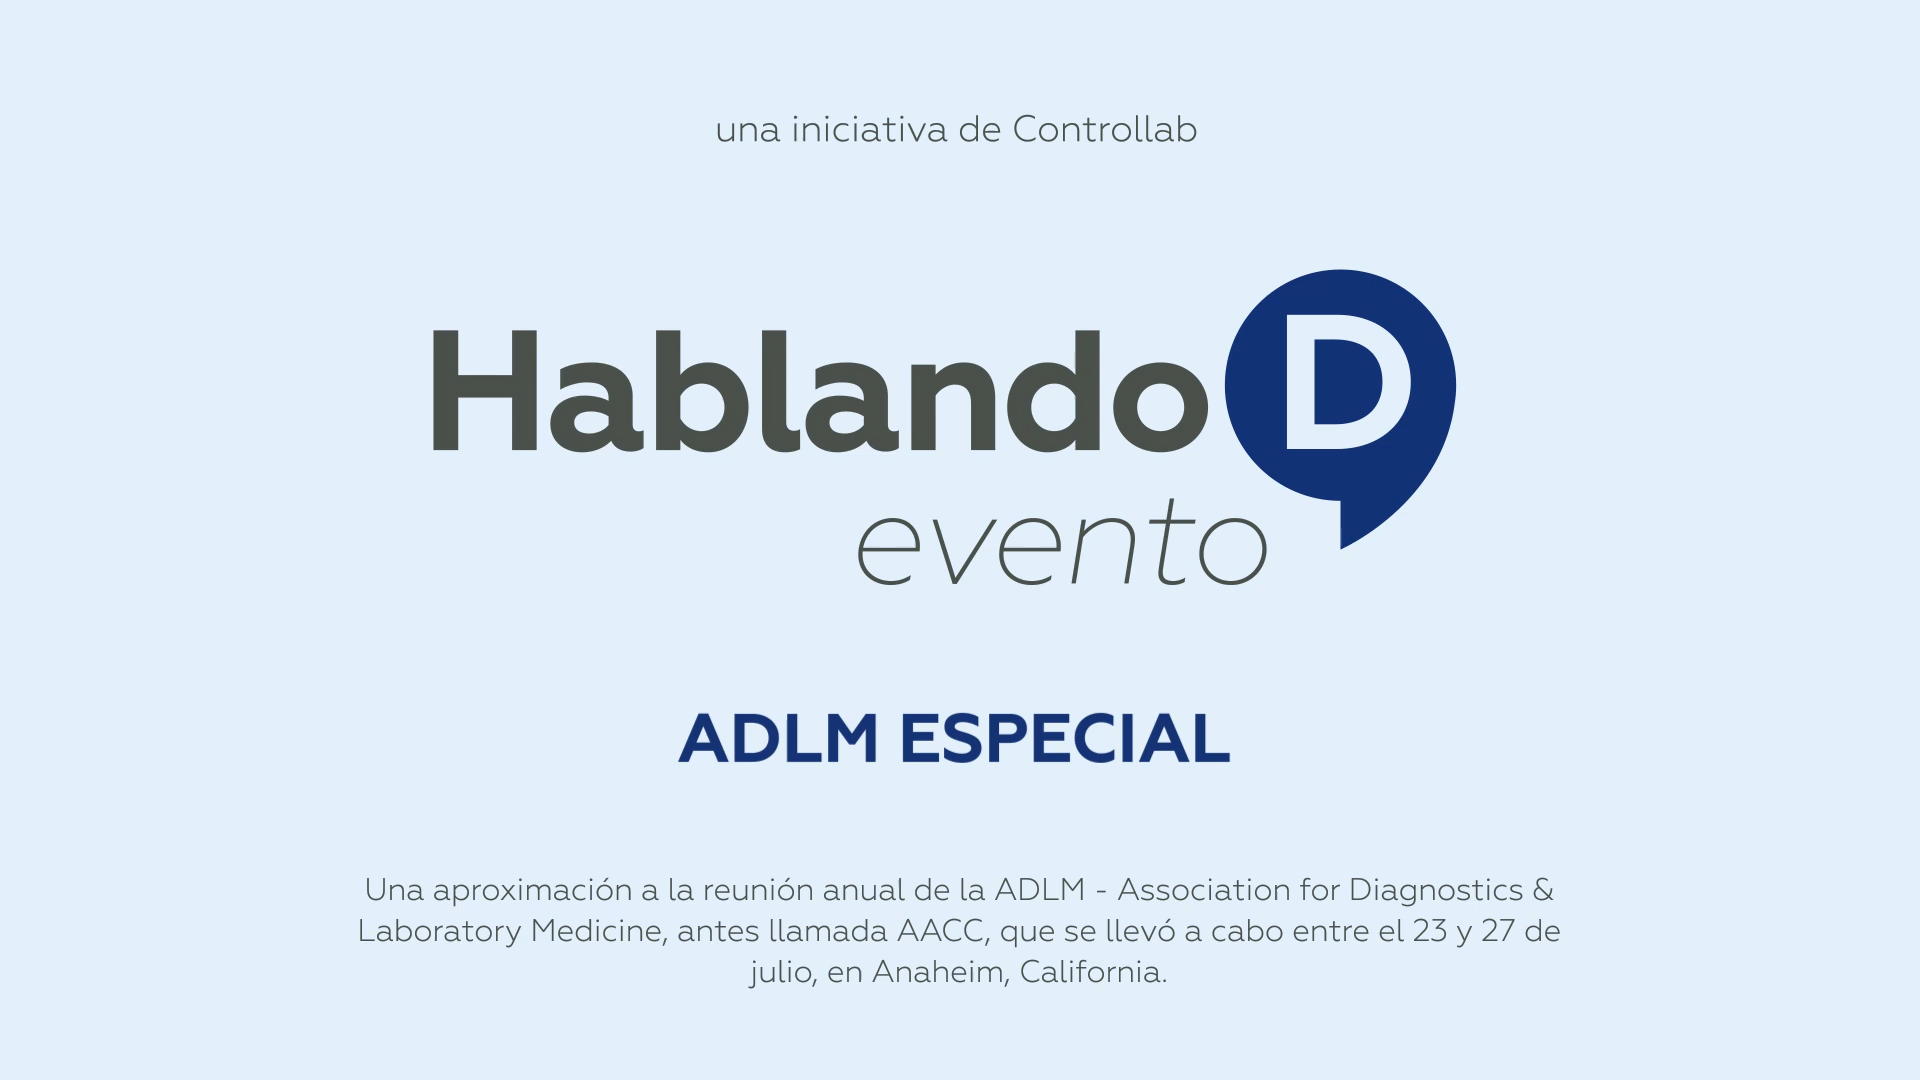 una iniciativa de Controllab
Hablando D
evento
ADLM ESPECIAL
Una aproximación a la reunión anual de la ADLM - Association for Diagnostics &
Laboratory Medicine, antes llamada AACC, que se llevó a cabo entre el 23 y 27 de
julio, en Anaheim, California.